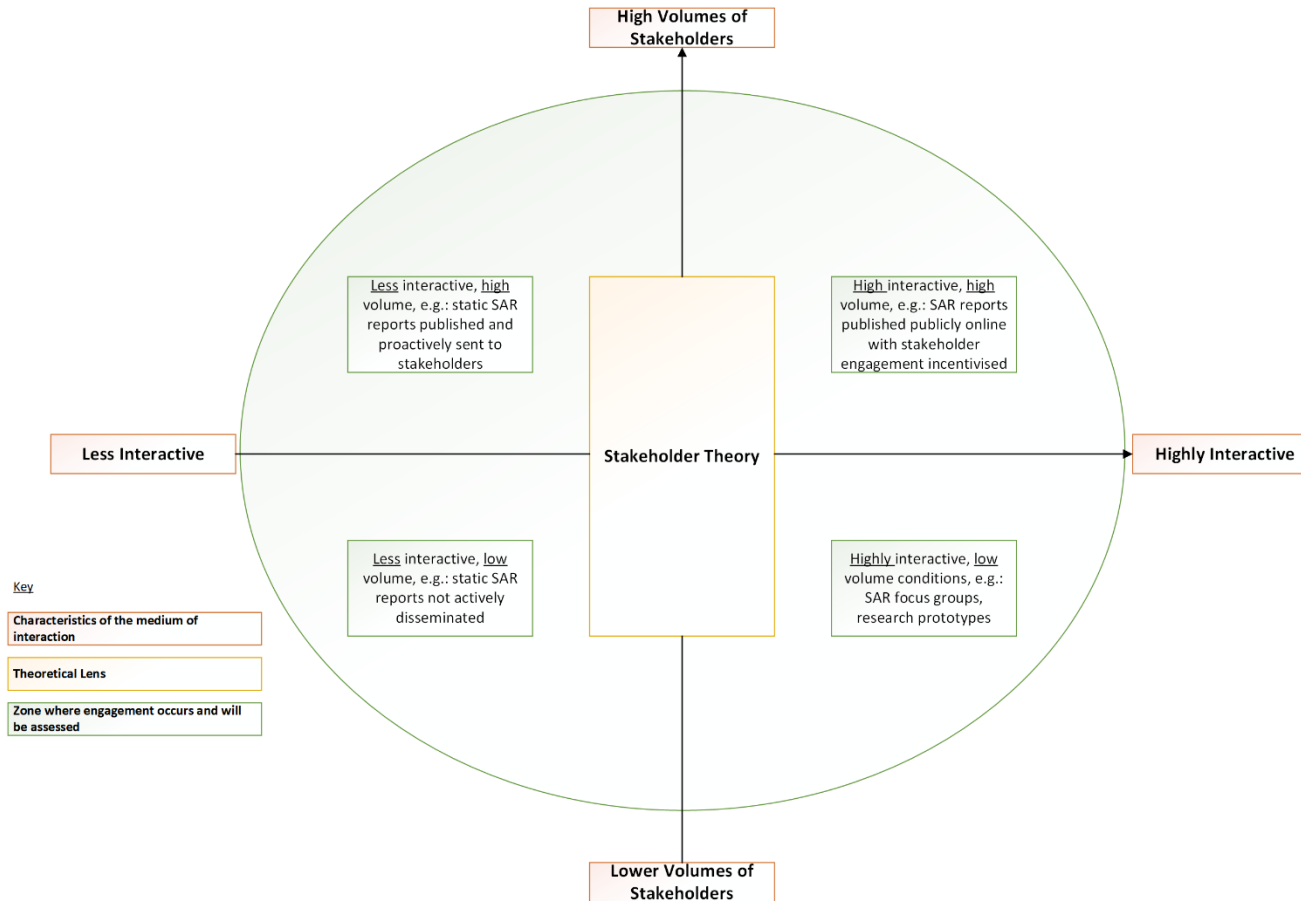 High Volumes of
Stakeholders
Less interactive, high
volume, e.g.: static SAR
reports published and
proactively sent to
stakeholders
High interactive, high
volume, e.g.: SAR reports
published publicly online
with stakeholder
engagement incentivised
Less Interactive
Stakeholder Theory
Highly Interactive
Less interactive, low
volume, e.g.: static SAR
reports not actively
disseminated
Highly interactive, low
volume conditions, e.g.:
SAR focus groups,
research prototypes
Key
Characteristics of the medium of
interaction
Theoretical Lens
Zone where engagement occurs and will
be assessed
Lower Volumes of
Stakeholders